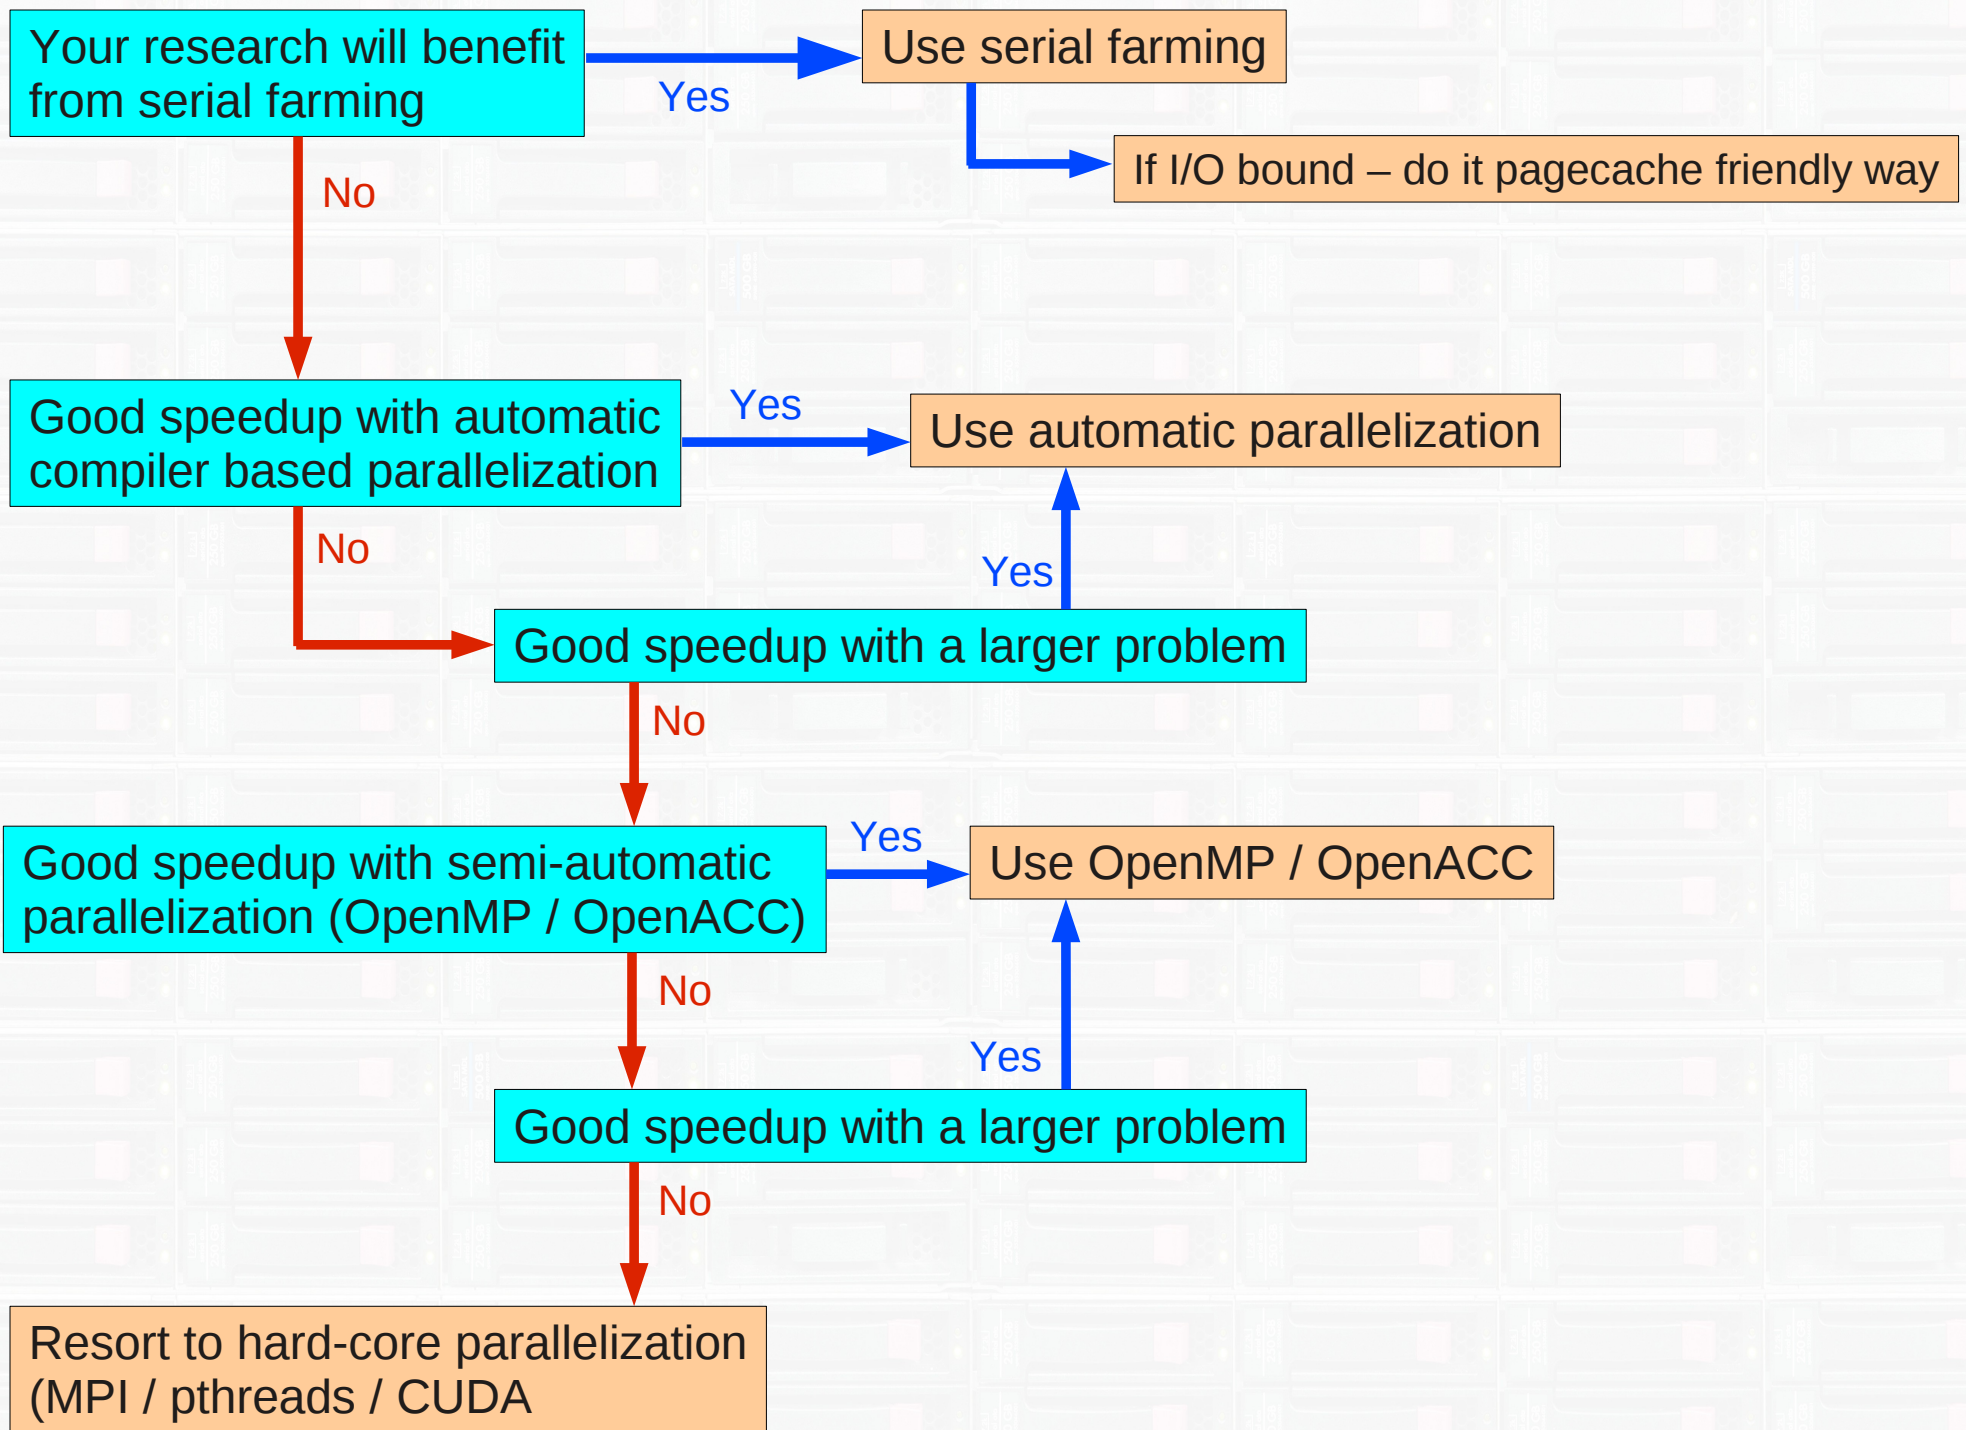 Your research will benefit
from serial farming
Yes
Use serial farming
If I/O bound – do it pagecache friendly way
No
Good speedup with automatic
compiler based parallelization
Yes
Use automatic parallelization
No
Yes
Good speedup with a larger problem
No
Good speedup with semi-automatic
parallelization (OpenMP / OpenACC)
Yes
Use OpenMP / OpenACC
No
Yes
Good speedup with a larger problem
No
Resort to hard-core parallelization
(MPI / pthreads / CUDA